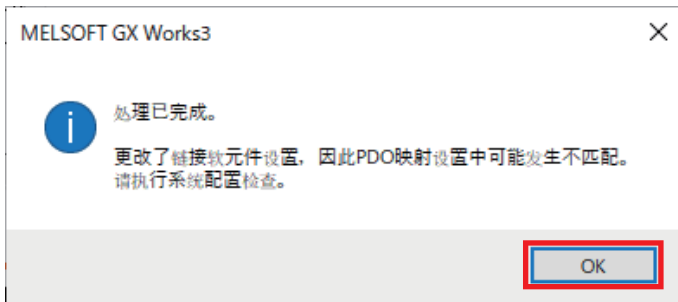 MELSOFT GX Works3
处理已完成。
更改了链接软元件设置，因此PDO映射设置中可能发生不匹配。
请执行系统配置检查。
OK